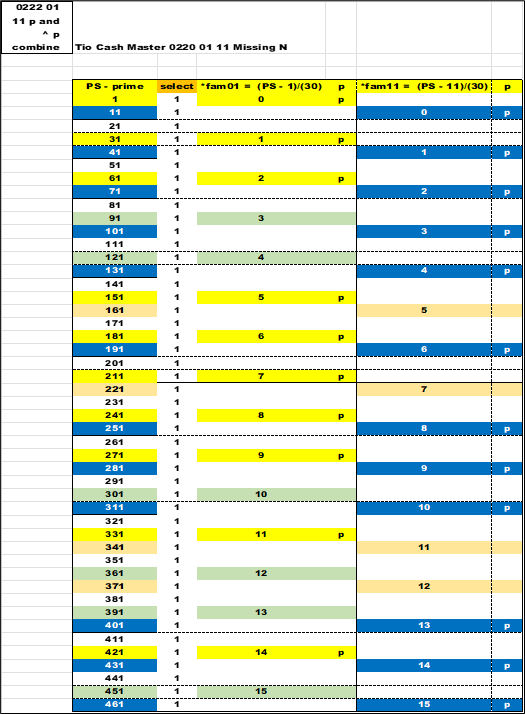 0222 01
11 p and
^ p
combine
Tio Cash Master 0220 01 11 Missing N
PS - prime select *fam01 = (PS - 1)/(30) p *fam11 = (PS - 11)/(30) p
1 1 0 p
11 1 0 p
21 1
31 1 1 p
41 1 1 p
51 1
61 1 2 p
71 1 2 p
81 1
91 1 3
101 1 3 p
111 1
121 1 4
131 1 4 p
141 1
151 1 5 p
161 1 5
171 1
181 1 6 p
191 1 6 p
201 1
211 1 7 p
221 1 7
231 1
241 1 8 p
251 1 8 p
261 1
271 1 9 p
281 1 9 p
291 1
301 1 10
311 1 10 p
321 1
331 1 11 p
341 1 11
351 1
361 1 12
371 1 12
381 1
391 1 13
401 1 13 p
411 1
421 1 14 p
431 1 14 p
441 1
451 1 15
461 1 15 p